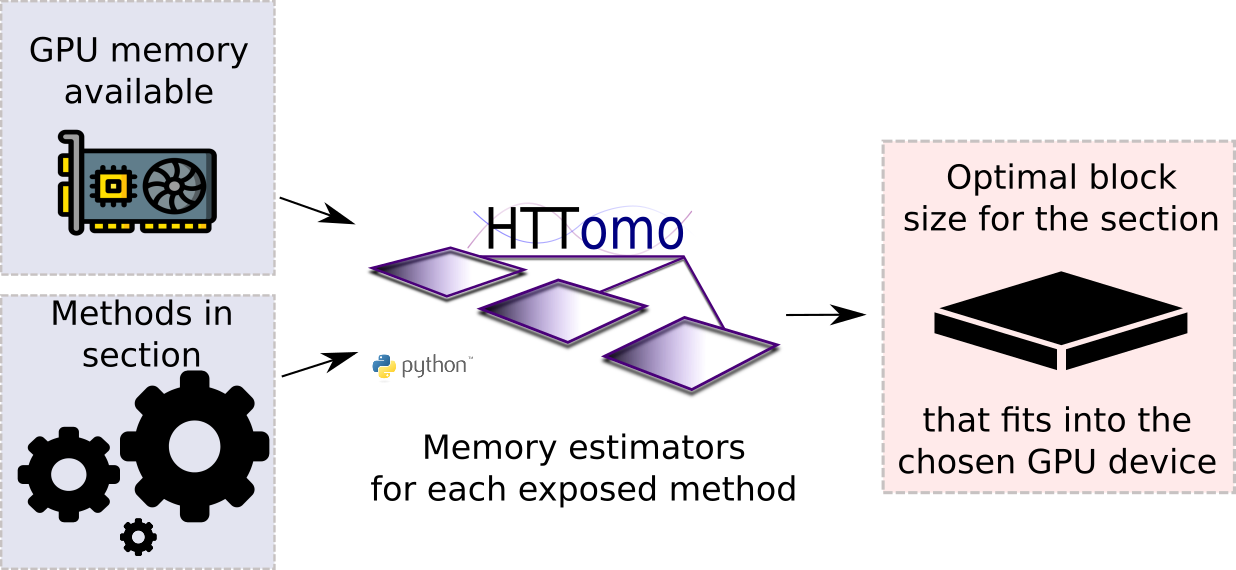 GPU memory
available
Methods in
section
HTTomo
python™
Memory estimators
for each exposed method
Optimal block
size for the section
that fits into the
chosen GPU device